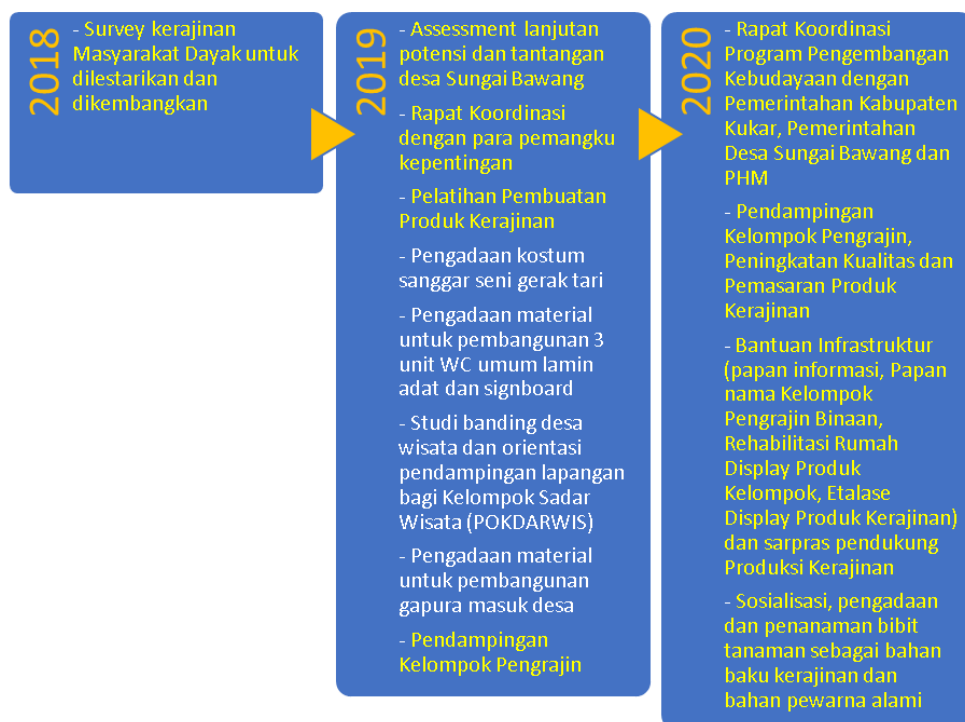 2018
- Survey kerajinan
Masyarakat Dayak untuk
dilestarikan dan
dikembangkan
2019
- Assessment lanjutan
potensi dan tantangan
desa Sungai Bawang
- Rapat Koordinasi
dengan para pemangku
kepentingan
- Pelatihan Pembuatan
Produk Kerajinan
- Pengadaan kostum
sanggar seni gerak tari
- Pengadaan material
untuk pembangunan 3
unit WC umum lamin
adat dan signboard
- Studi banding desa
wisata dan orientasi
pendampingan lapangan
bagi Kelompok Sadar
Wisata (POKDARWIS)
- Pengadaan material
untuk pembangunan
gapura masuk desa
- Pendampingan
Kelompok Pengrajin
2020
- Rapat Koordinasi
Program Pengembangan
Kebudayaan dengan
Pemerintahan Kabupaten
Kukar, Pemerintahan
Desa Sungai Bawang dan
PHM
- Pendampingan
Kelompok Pengrajin,
Peningkatan Kualitas dan
Pemasaran Produk
Kerajinan
- Bantuan Infrastruktur
(papan informasi, Papan
nama Kelompok
Pengrajin Binaan,
Rehabilitasi Rumah
Display Produk
Kelompok, Etalase
Display Produk Kerajinan)
dan sarpras pendukung
Produksi Kerajinan
- Sosialisasi, pengadaan
dan penanaman bibit
tanaman sebagai bahan
baku kerajinan dan
bahan pewarna alami